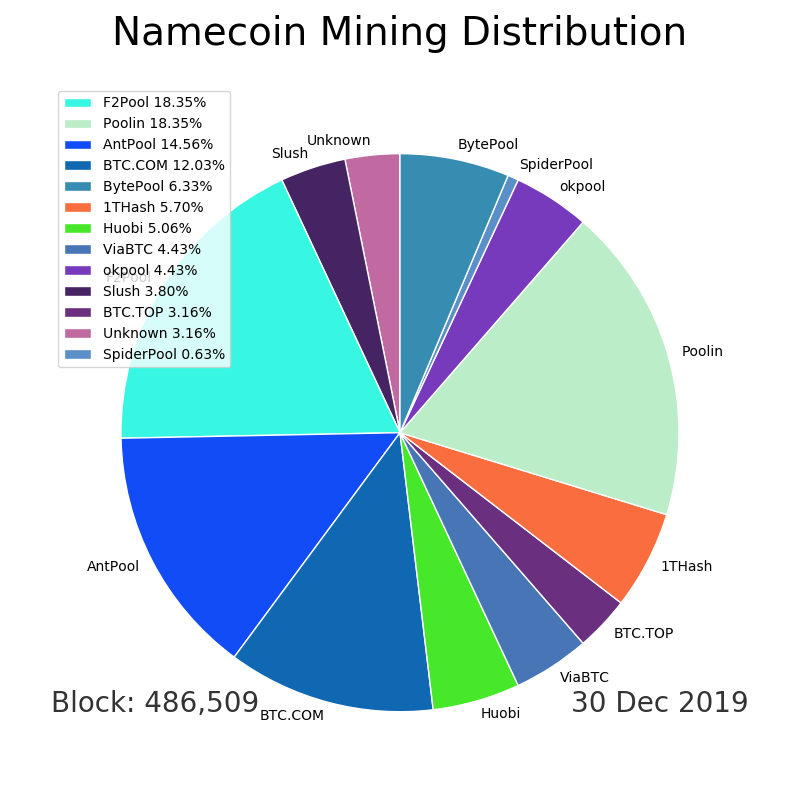 Namecoin Mining Distribution
F2Pool 18.35%
Poolin 18.35%
AntPool 14.56%
BTC.COM 12.03%
BytePool 6.33%
1THash 5.70%
Huobi 5.06%
ViaBTC 4.43%
okpool 4.43%
Slush 3.80%
BTC.TOP 3.16%
Unknown 3.16%
SpiderPool 0.63%
Unknown
Slush
BytePool
SpiderPool
okpool
F2Pool
Poolin
AntPool
1THash
BTC.TOP
ViaBTC
Huobi
BTC.COM
Block: 486,509
30 Dec 2019